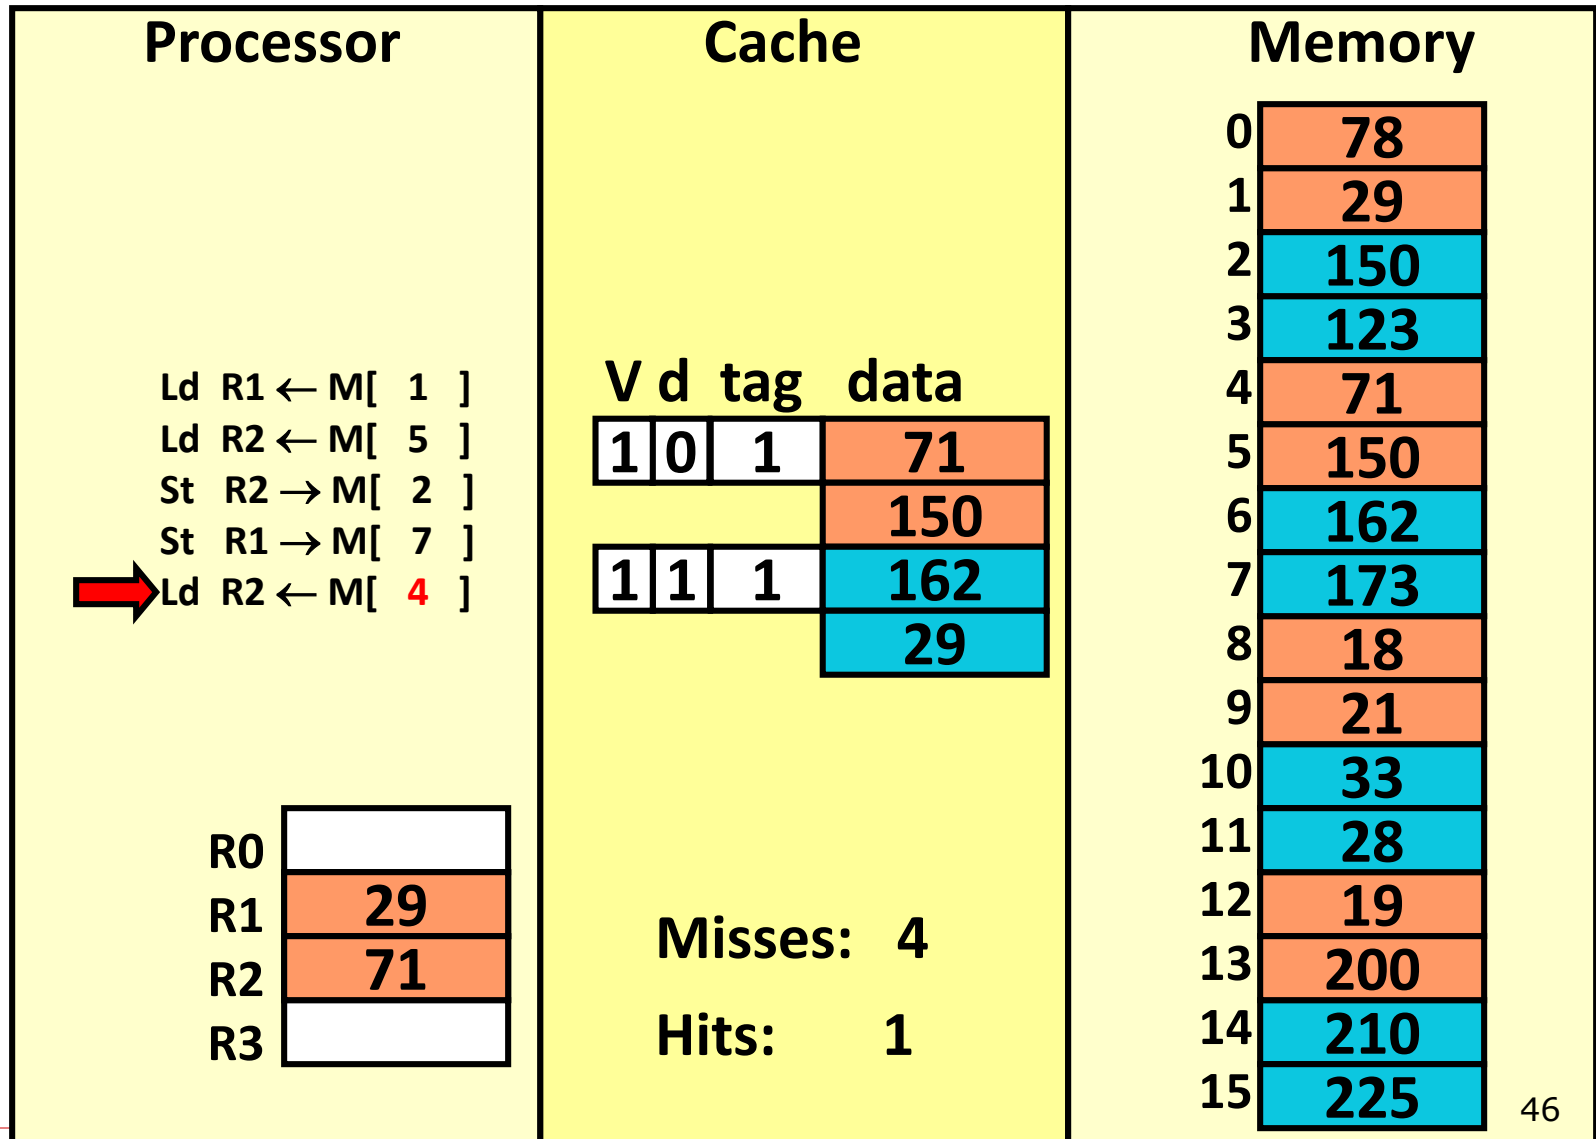 Processor
Ld R1 ← M[ 1 ]
Ld R2 ← M[ 5 ]
St R2 → M[ 2 ]
St R1 → M[ 7 ]
Ld R2 ← M[ 4 ]
R0
R1 29
R2 71
R3
Cache
V d tag data
1 0 1 71
150
1 1 1 162
29
Misses: 4
Hits: 1
Memory
0 78
1 29
2 150
3 123
4 71
5 150
6 162
7 173
8 18
9 21
10 33
11 28
12 19
13 200
14 210
15 225
46